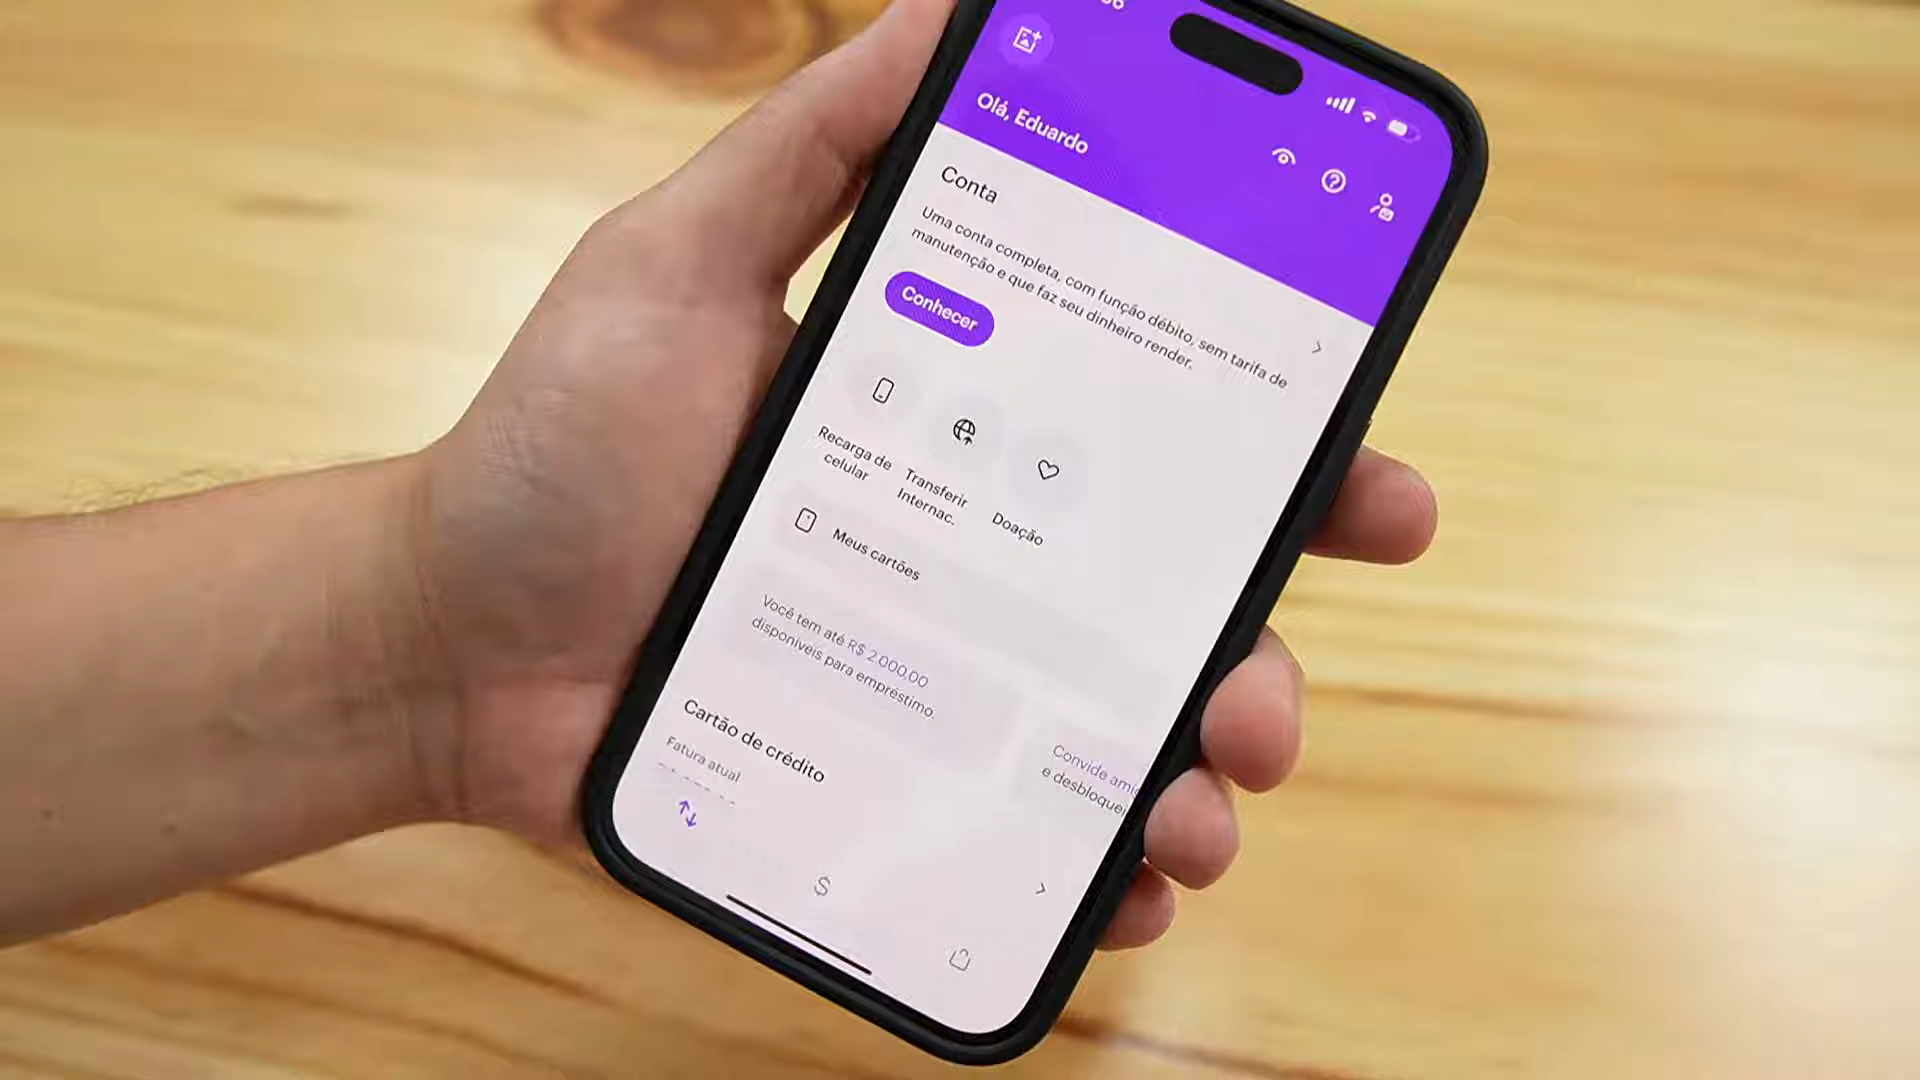 Olá, Eduardo
Conta
Uma conta completa, com função débito, sem tarifa de
manutenção e que faz seu dinheiro render.
Conhecer
Recarga de
celular
Transferir
Internac.
Doação
Meus cartões
Você tem até R$ 2.000,00
disponíveis para empréstimo.
Convide
e desbloque
Cartão de crédito
Fatura atual
$